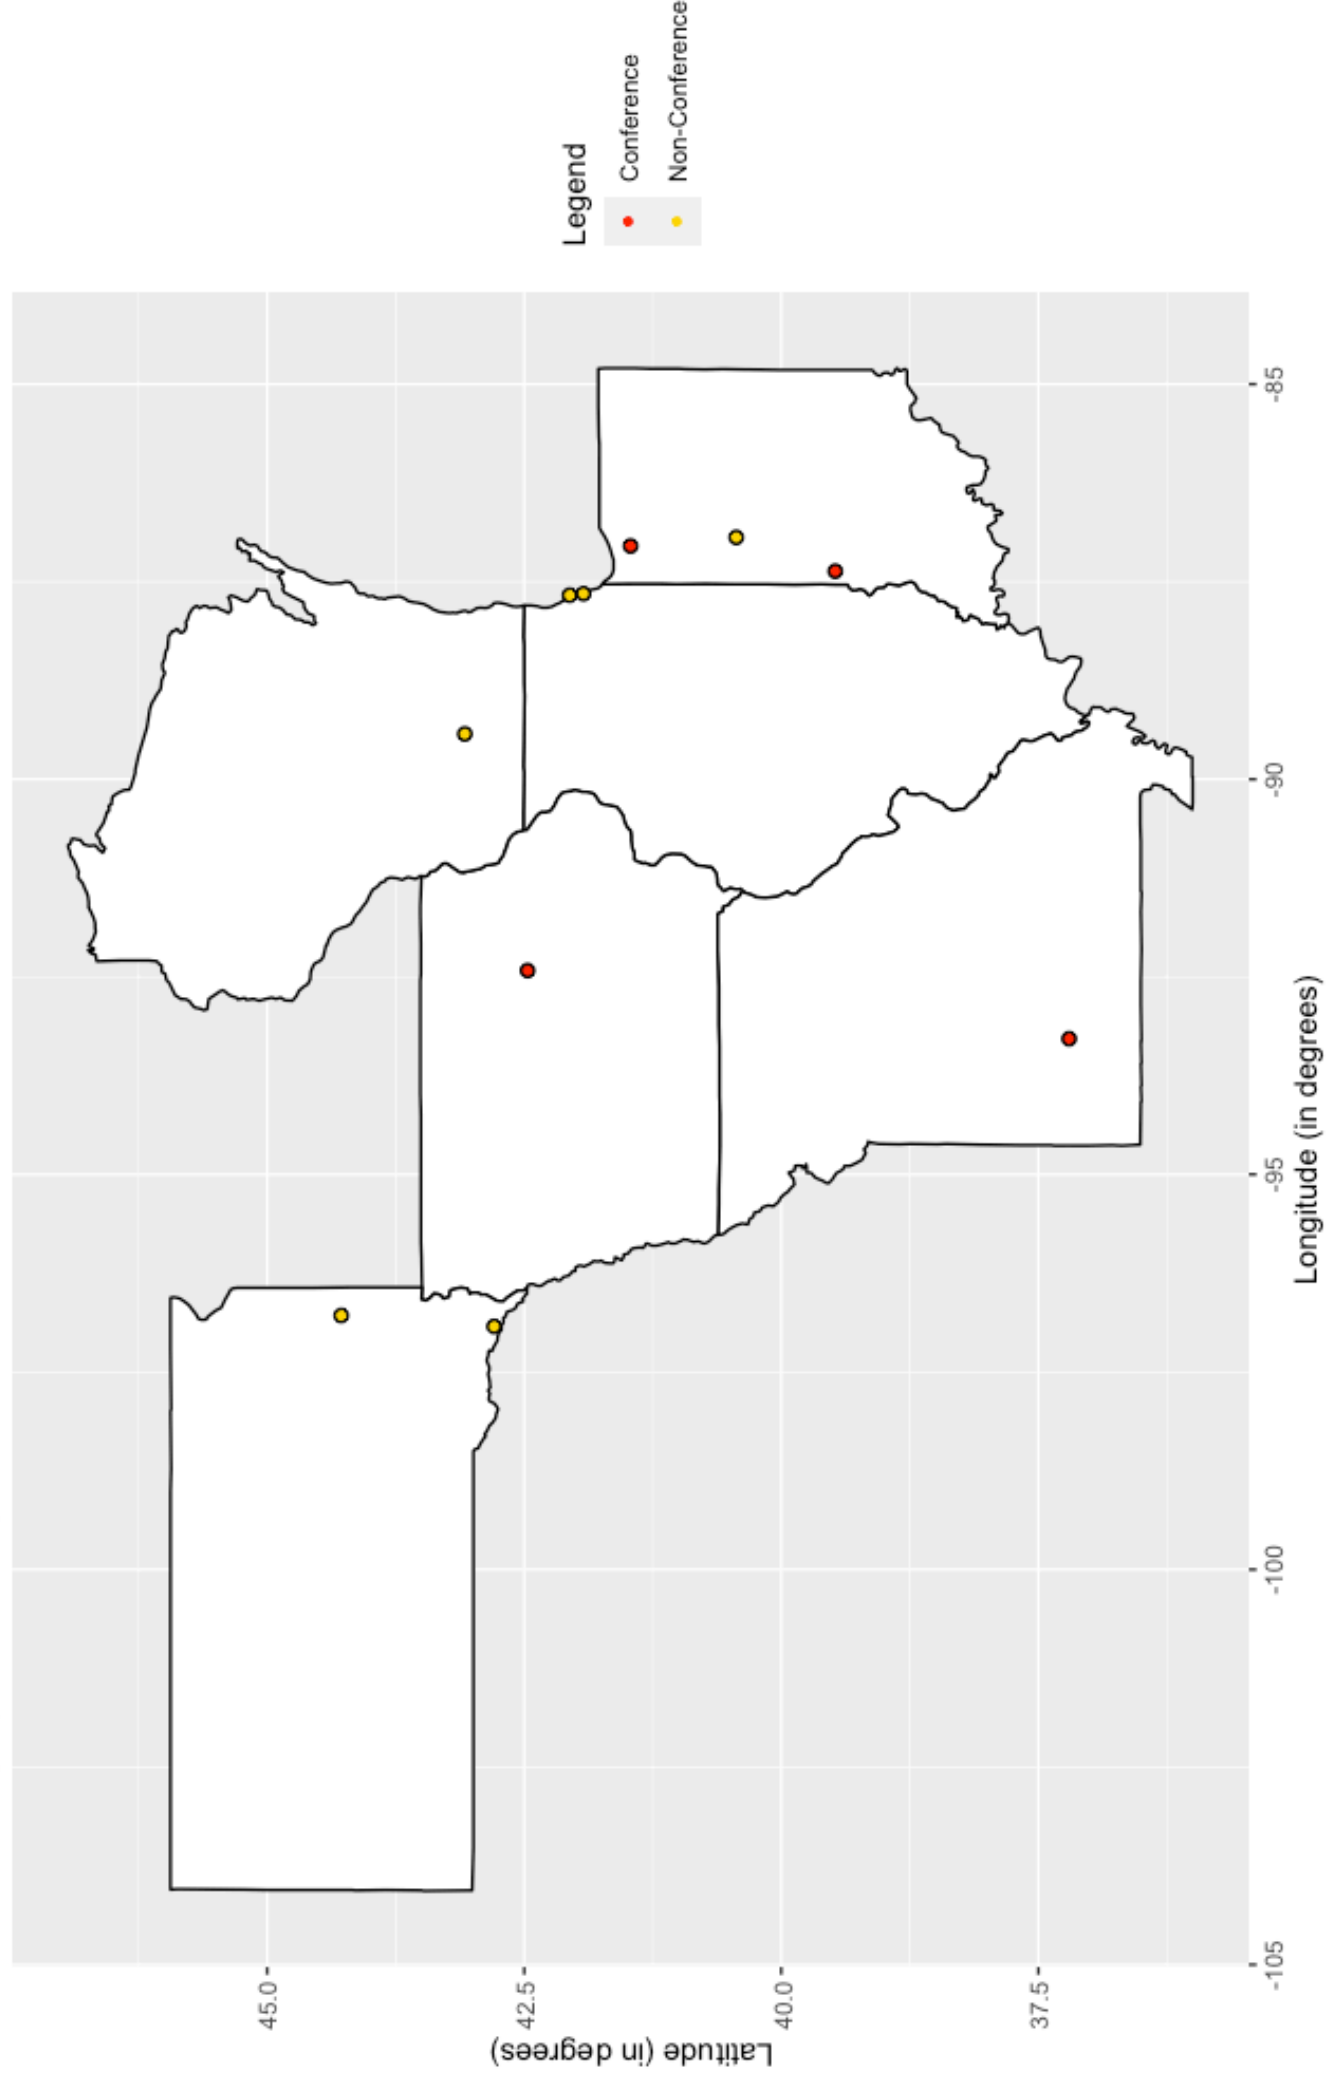 45.0
42.5
40.0
37.5
Latitude (in degrees)
-105
-100
-95
-90
-85
Longitude (in degrees)
Legend
Conference
Non-Conference